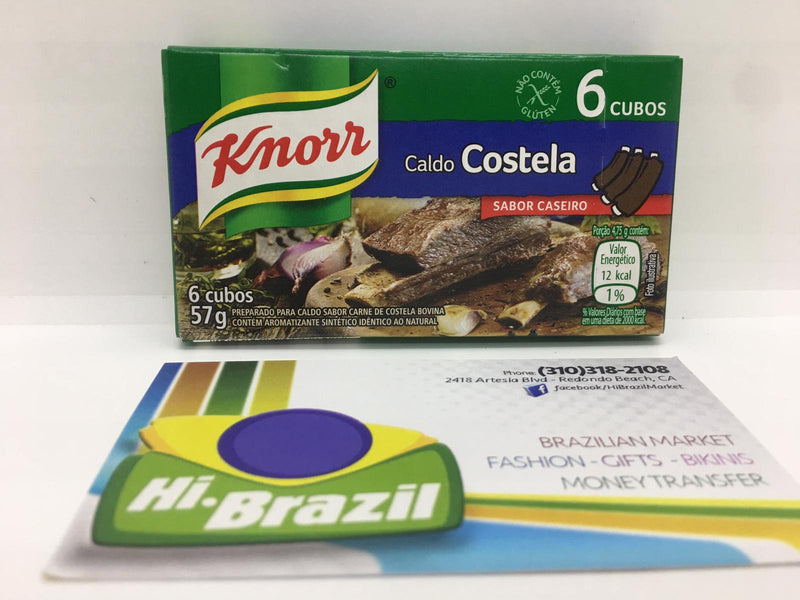 NÃO CONTÉM
GLÚTEN
6 CUBOS
Knorr®
Caldo Costela
SABOR CASEIRO
Porção 4,75 g contém:
Valor
Energético
12 kcal
1%
Foto ilustrativa
% Valores Diários com base
em uma dieta de 2000 kcal
6 cubos
57g
PREPARADO PARA CALDO SABOR CARNE DE COSTELA BOVINA
CONTÉM AROMATIZANTE SINTÉTICO IDÊNTICO AO NATURAL
Phone: (310)318-2108
2418 Artesia Blvd - Redondo Beach, CA
f facebook/HiBrazilMarket
BRAZILIAN MARKET
FASHION - GIFTS - BIKINIS
MONEY TRANSFER
Hi-Brazil